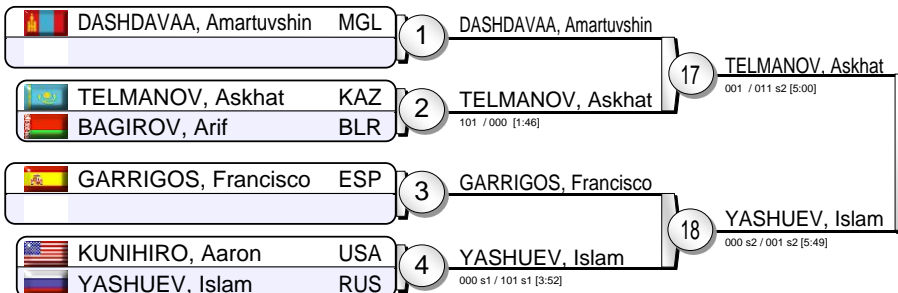 DASHDAVAA, Amartuvshin MGL
1
DASHDAVAA, Amartuvshin
17
TELMANOV, Askhat
001 / 011 s2 [5:00]
TELMANOV, Askhat KAZ
BAGIROV, Arif BLR
2
TELMANOV, Askhat
101 / 000 [1:46]
GARRIGOS, Francisco ESP
3
GARRIGOS, Francisco
18
YASHUEV, Islam
000 s2 / 001 s2 [5:49]
KUNIHIRO, Aaron USA
YASHUEV, Islam RUS
4
YASHUEV, Islam
000 s1 / 101 s1 [3:52]